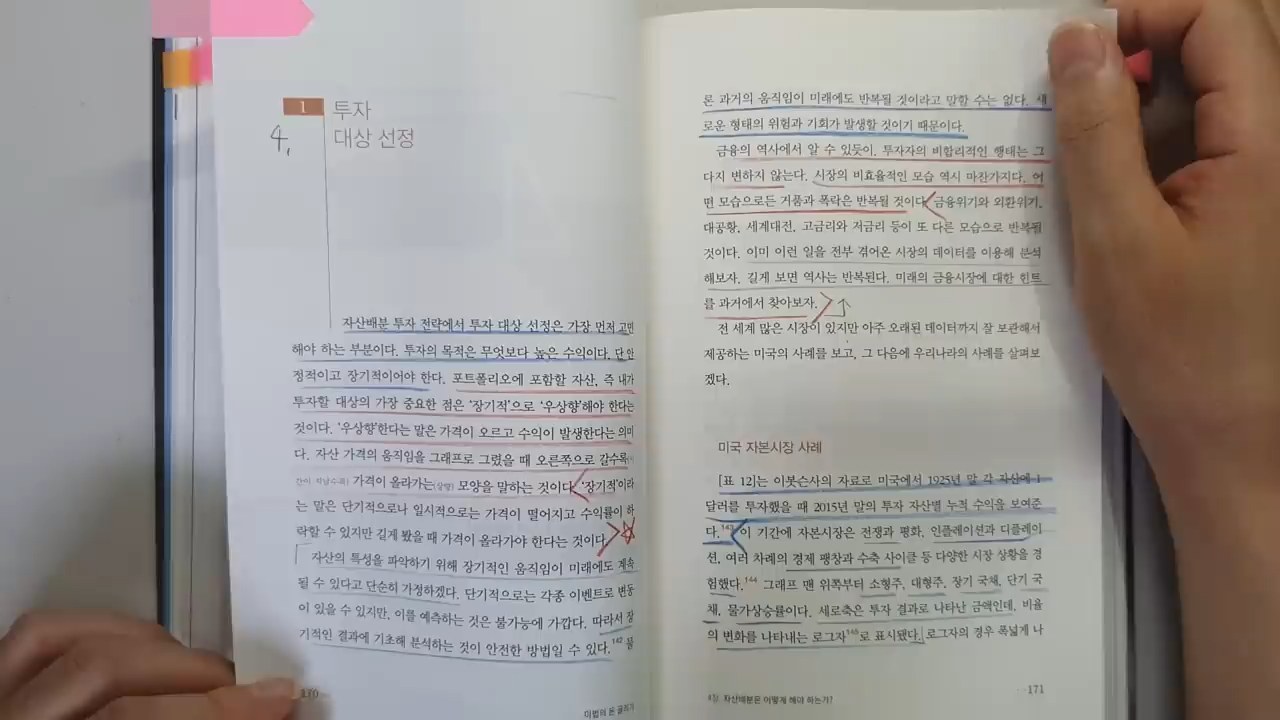 1
투자
대상 선정
4.
자산배분 투자 전략에서 투자 대상 선정은 가장 먼저 고민
해야 하는 부분이다. 투자의 목적은 무엇보다 높은 수익이다. 단 안
정적이고 장기적이어야 한다. 포트폴리오에 포함할 자산, 즉 내가
투자할 대상의 가장 중요한 점은 '장기적'으로 '우상향'해야 한다는
것이다. '우상향'한다는 말은 가격이 오르고 수익이 발생한다는 의미
다. 자산 가격의 움직임을 그래프로 그렸을 때 오른쪽으로 갈수록
가격이 올라가는(상향) 모양을 말하는 것이다. '장기적'이라
는 말은 단기적으로나 일시적으로는 가격이 떨어지고 수익률이 하
락할 수 있지만 길게 봤을 때 가격이 올라가야 한다는 것이다.
자산의 특성을 파악하기 위해 장기적인 움직임이 미래에도 계속
될 수 있다고 단순히 가정하겠다. 단기적으로는 각종 이벤트로 변동
이 있을 수 있지만, 이를 예측하는 것은 불가능에 가깝다. 따라서 장
기적인 결과에 기초해 분석하는 것이 안전한 방법일 수 있다.142 물
170
마법의 돈 굴리기
론 과거의 움직임이 미래에도 반복될 것이라고 말할 수는 없다. 새
로운 형태의 위험과 기회가 발생할 것이기 때문이다.
금융의 역사에서 알 수 있듯이, 투자자의 비합리적인 행태는 그
다지 변하지 않는다. 시장의 비효율적인 모습 역시 마찬가지다. 어
떤 모습으로든 거품과 폭락은 반복될 것이다. 금융위기와 외환위기,
대공황, 세계대전, 고금리와 저금리 등이 또 다른 모습으로 반복될
것이다. 이미 이런 일을 전부 겪어온 시장의 데이터를 이용해 분석
해보자. 길게 보면 역사는 반복된다. 미래의 금융시장에 대한 힌트
를 과거에서 찾아보자.
전 세계 많은 시장이 있지만 아주 오래된 데이터까지 잘 보관해서
제공하는 미국의 사례를 보고, 그 다음에 우리나라의 사례를 살펴보
겠다.
미국 자본시장 사례
[표 12]는 이봇슨사의 자료로 미국에서 1925년 말 각 자산에 1
달러를 투자했을 때 2015년 말의 투자 자산별 누적 수익을 보여준
다.143 이 기간에 자본시장은 전쟁과 평화, 인플레이션과 디플레이
션, 여러 차례의 경제 팽창과 수축 사이클 등 다양한 시장 상황을 경
험했다.144 그래프 맨 위쪽부터 소형주, 대형주, 장기 국채, 단기 국
채, 물가상승률이다. 세로축은 투자 결과로 나타난 금액인데, 비율
의 변화를 나타내는 로그자145로 표시됐다. 로그자의 경우 폭넓게 나
4장_자산배분은 어떻게 해야 하는가?
171